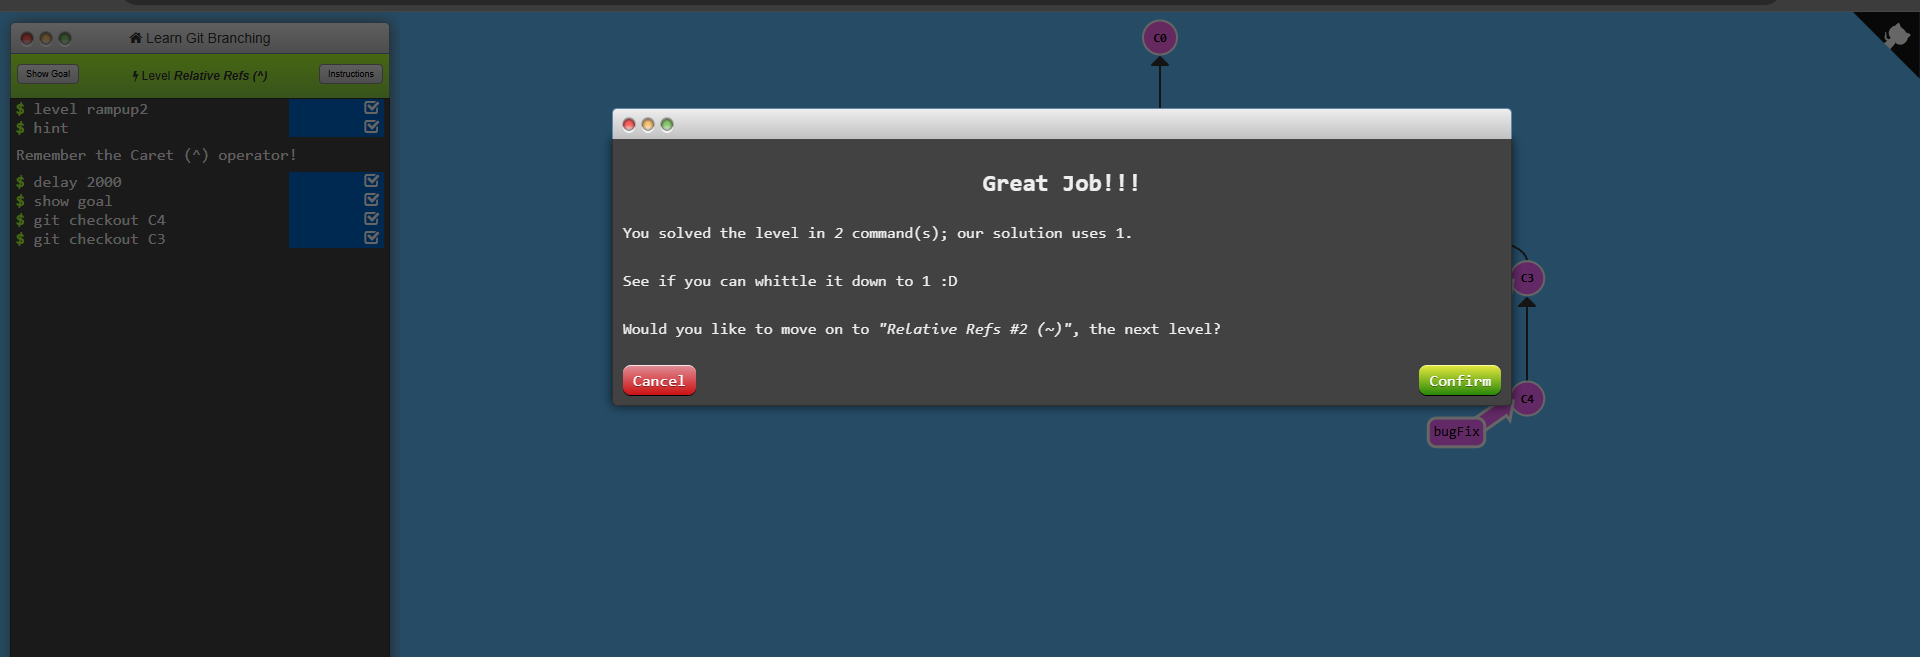 Learn Git Branching
Show Goal
Level Relative Refs (^)
Instructions
$ level rampup2
$ hint
Remember the Caret (^) operator!
$ delay 2000
$ show goal
$ git checkout C4
$ git checkout C3
C0
Great Job!!!
You solved the level in 2 command(s); our solution uses 1.
See if you can whittle it down to 1 :D
Would you like to move on to "Relative Refs #2 (~)", the next level?
Cancel
Confirm
C3
C4
bugFix